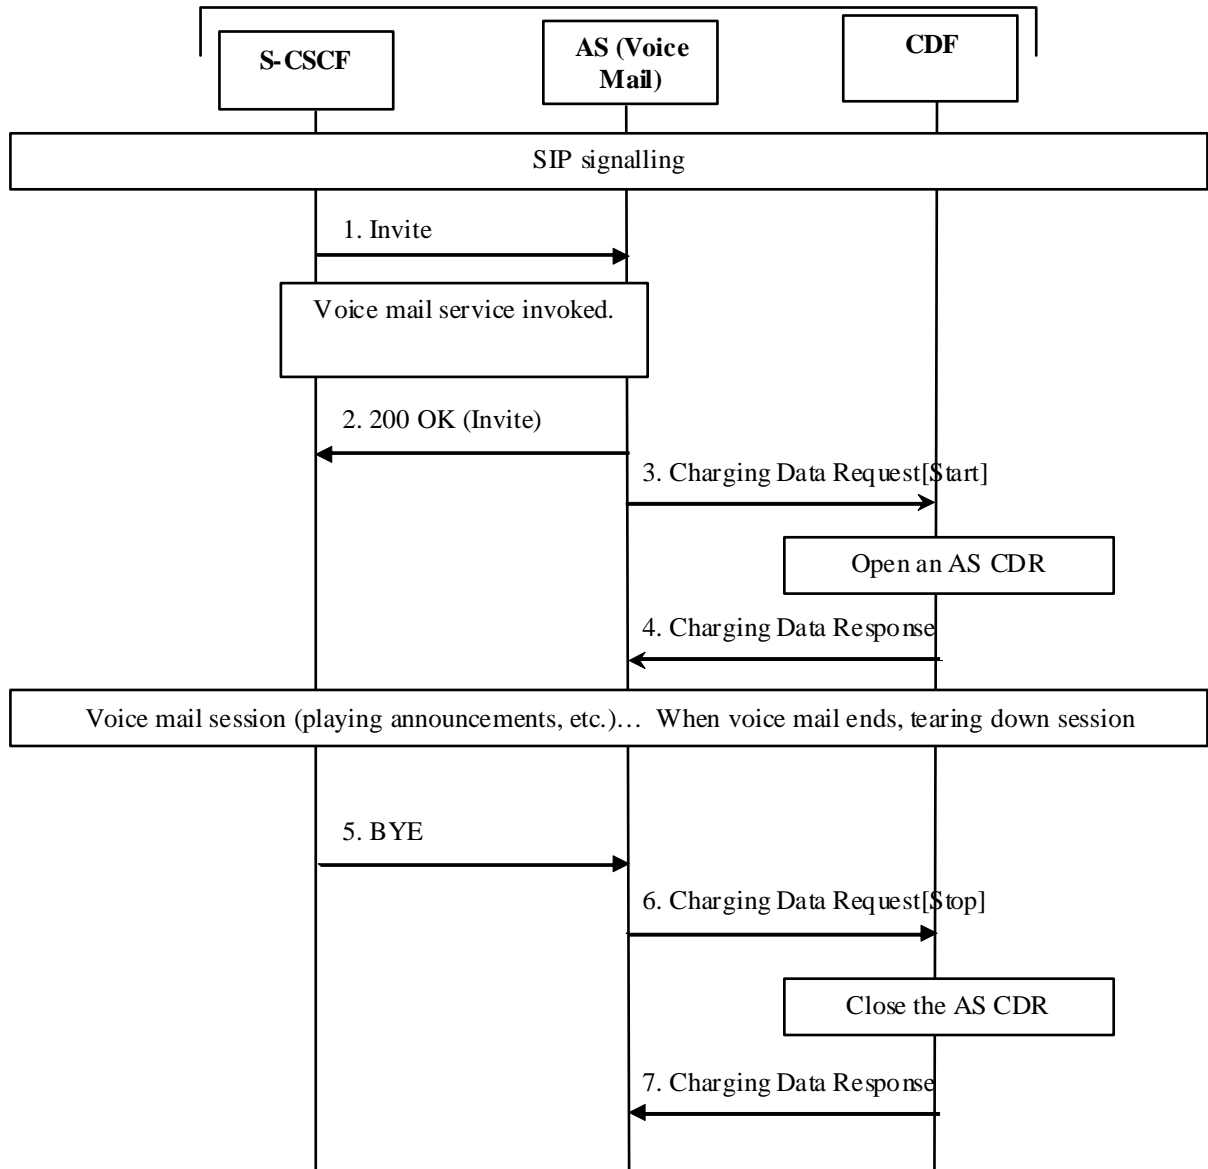 S-CSCF
AS (Voice
Mail)
CDF
SIP signalling
1. Invite
Voice mail service invoked.
2. 200 OK (Invite)
3. Charging Data Request[Start]
Open an AS CDR
4. Charging Data Response
Voice mail session (playing announcements, etc.)… When voice mail ends, tearing down session
5. BYE
6. Charging Data Request[Stop]
Close the AS CDR
7. Charging Data Response